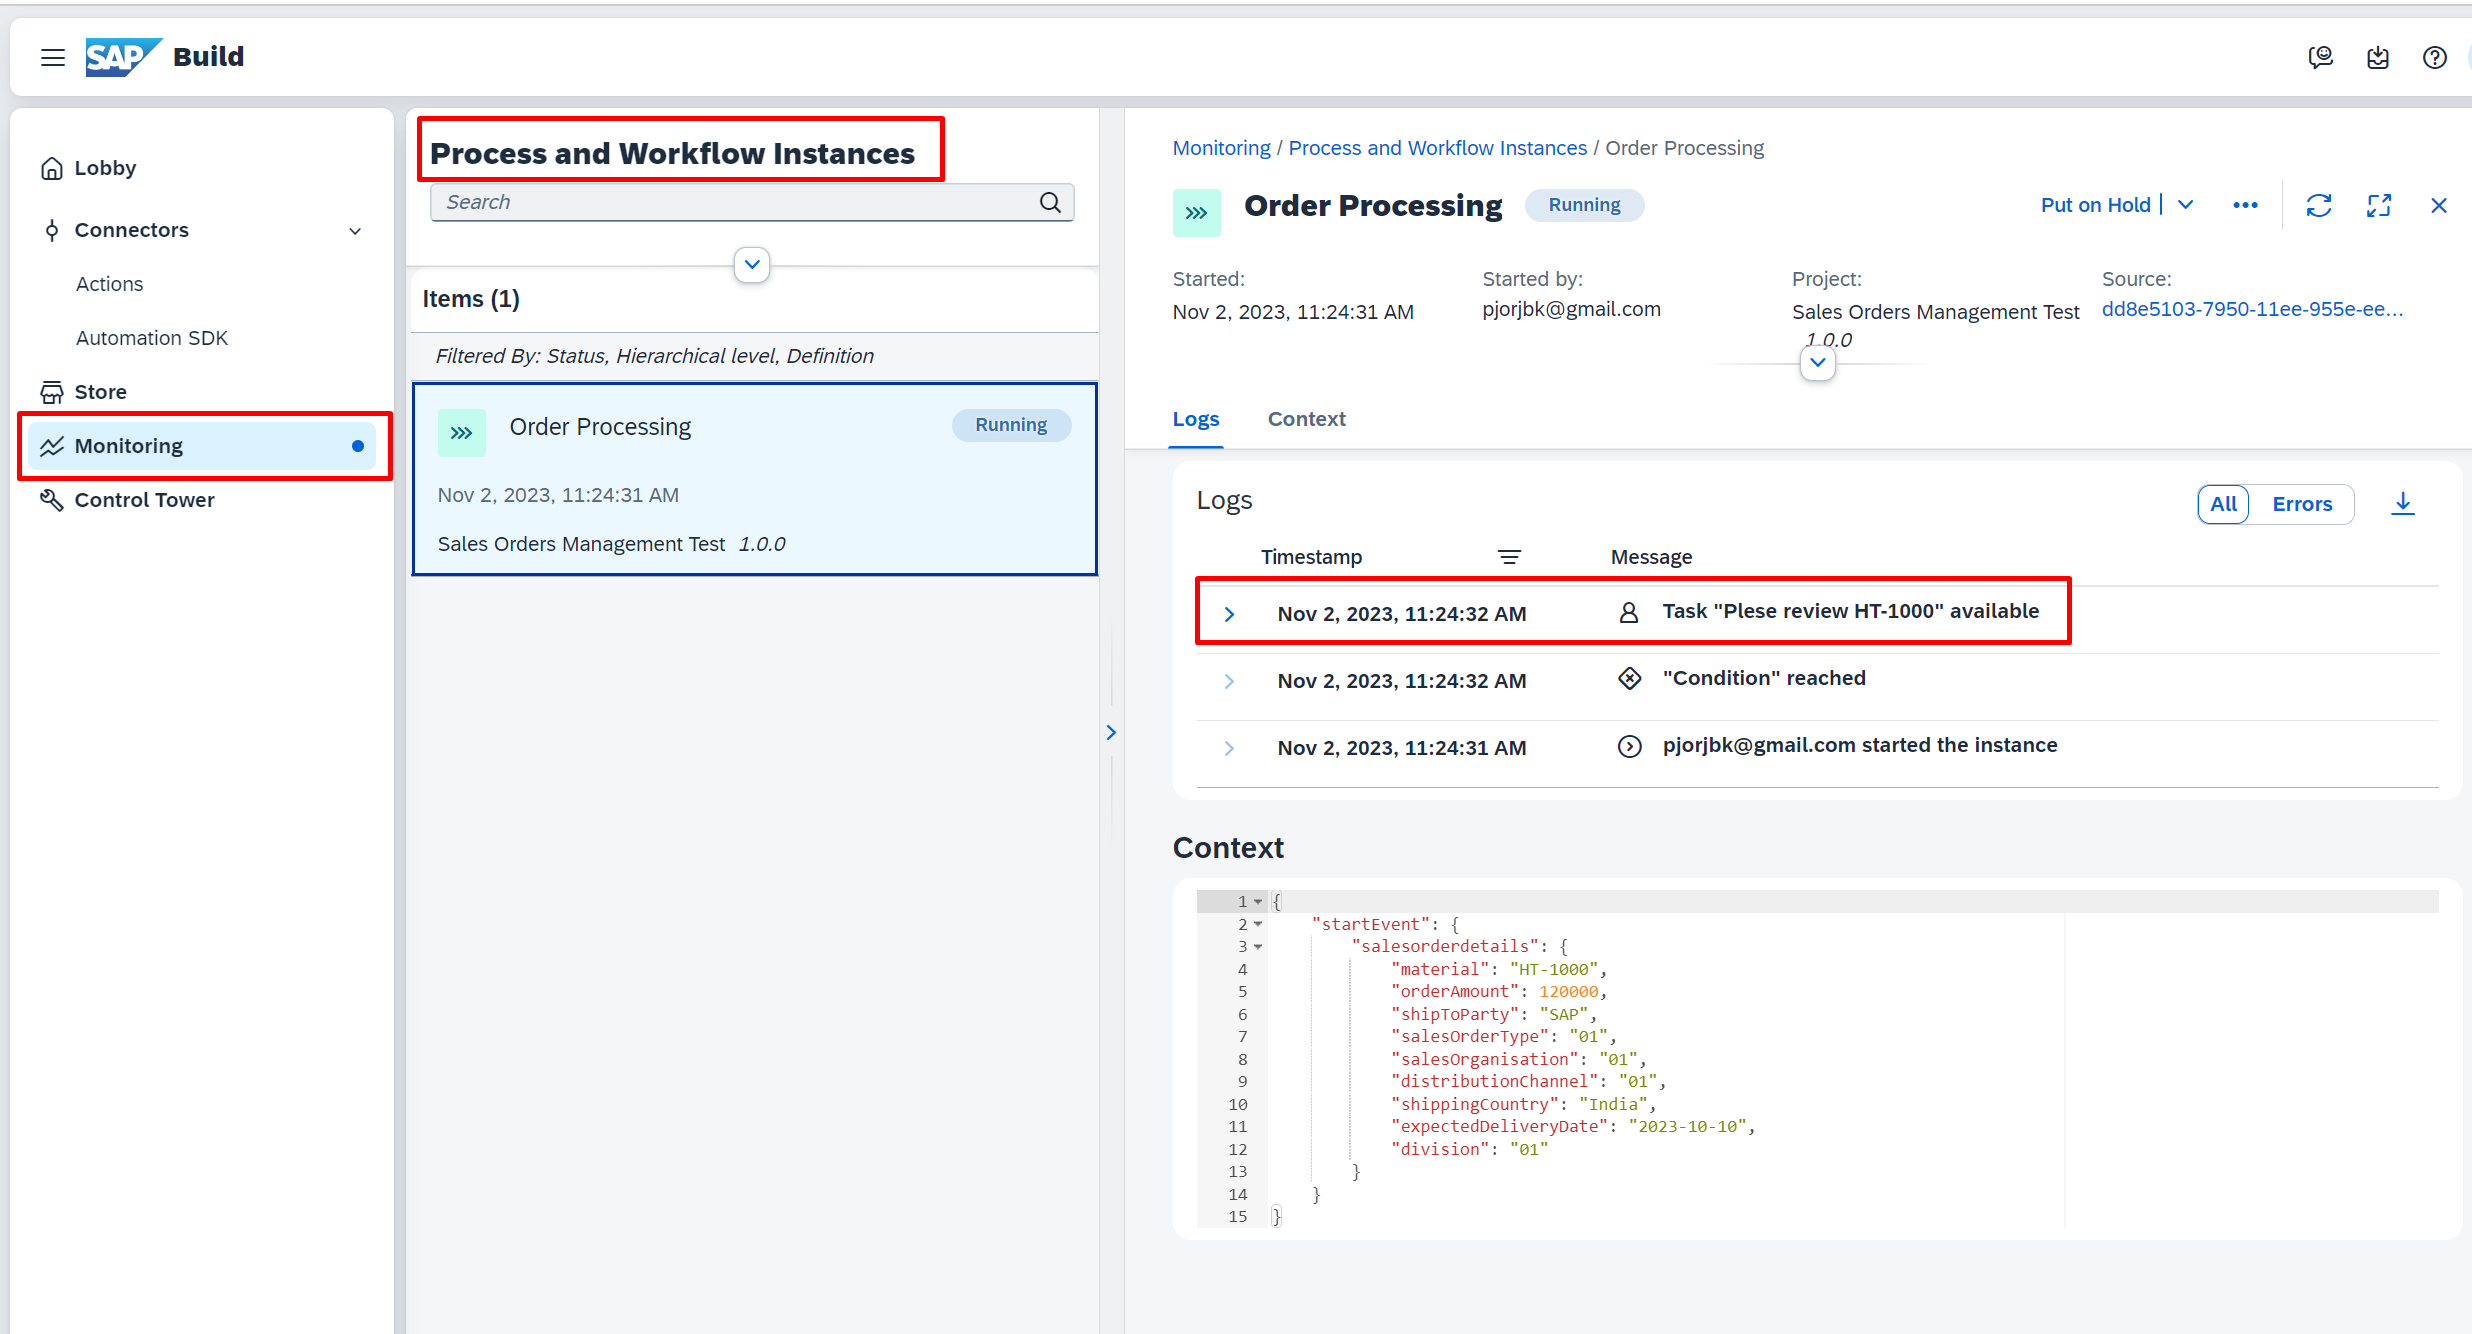 SAP Build
Lobby
Connectors
Actions
Automation SDK
Store
Monitoring
Control Tower
Process and Workflow Instances
Search
Items (1)
Filtered By: Status, Hierarchical level, Definition
Order Processing Running
Nov 2, 2023, 11:24:31 AM
Sales Orders Management Test 1.0.0
Monitoring / Process and Workflow Instances / Order Processing
Order Processing Running Put on Hold
Started: Started by: Project: Source:
Nov 2, 2023, 11:24:31 AM pjorjbk@gmail.com Sales Orders Management Test dd8e5103-7950-11ee-955e-ee...
1.0.0
Logs Context
Logs All Errors
Timestamp Message
Nov 2, 2023, 11:24:32 AM Task "Plese review HT-1000" available
Nov 2, 2023, 11:24:32 AM "Condition" reached
Nov 2, 2023, 11:24:31 AM pjorjbk@gmail.com started the instance
Context
1 {
2 "startEvent": {
3 "salesorderdetails": {
4 "material": "HT-1000",
5 "orderAmount": 120000,
6 "shipToParty": "SAP",
7 "salesOrderType": "01",
8 "salesOrganisation": "01",
9 "distributionChannel": "01",
10 "shippingCountry": "India",
11 "expectedDeliveryDate": "2023-10-10",
12 "division": "01"
13 }
14 }
15 }